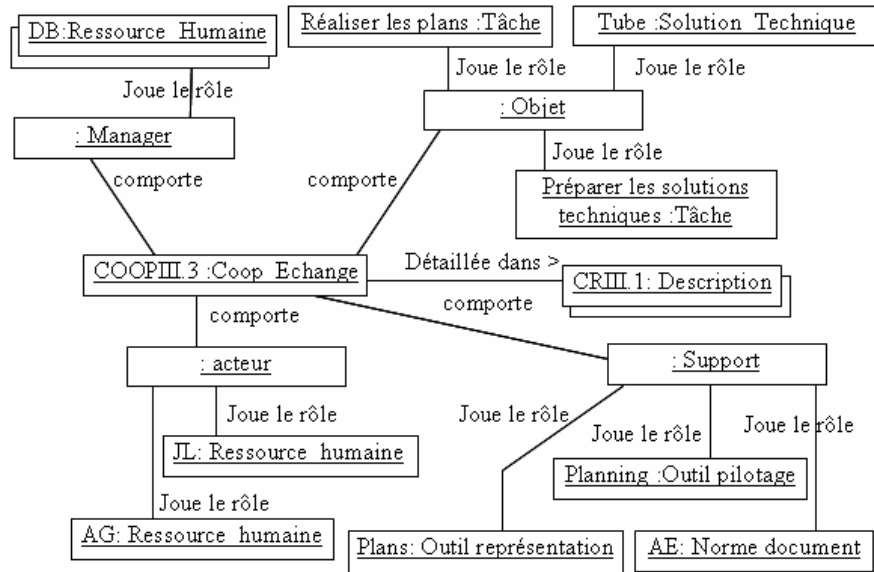 DB:Ressource Humaine
Réaliser les plans :Tâche
Tube :Solution Technique
Joue le rôle
Joue le rôle
Joue le rôle
: Manager
: Objet
Joue le rôle
comporte
comporte
Préparer les solutions
techniques :Tâche
COOPIII.3 :Coop Echange
Détaillée dans >
CRIII.1: Description
comporte
comporte
: acteur
: Support
Joue le rôle
Joue le rôle
Joue le rôle
Joue le rôle
JL: Ressource humaine
Planning :Outil pilotage
Joue le rôle
AG: Ressource humaine
Plans: Outil représentation
AE: Norme document